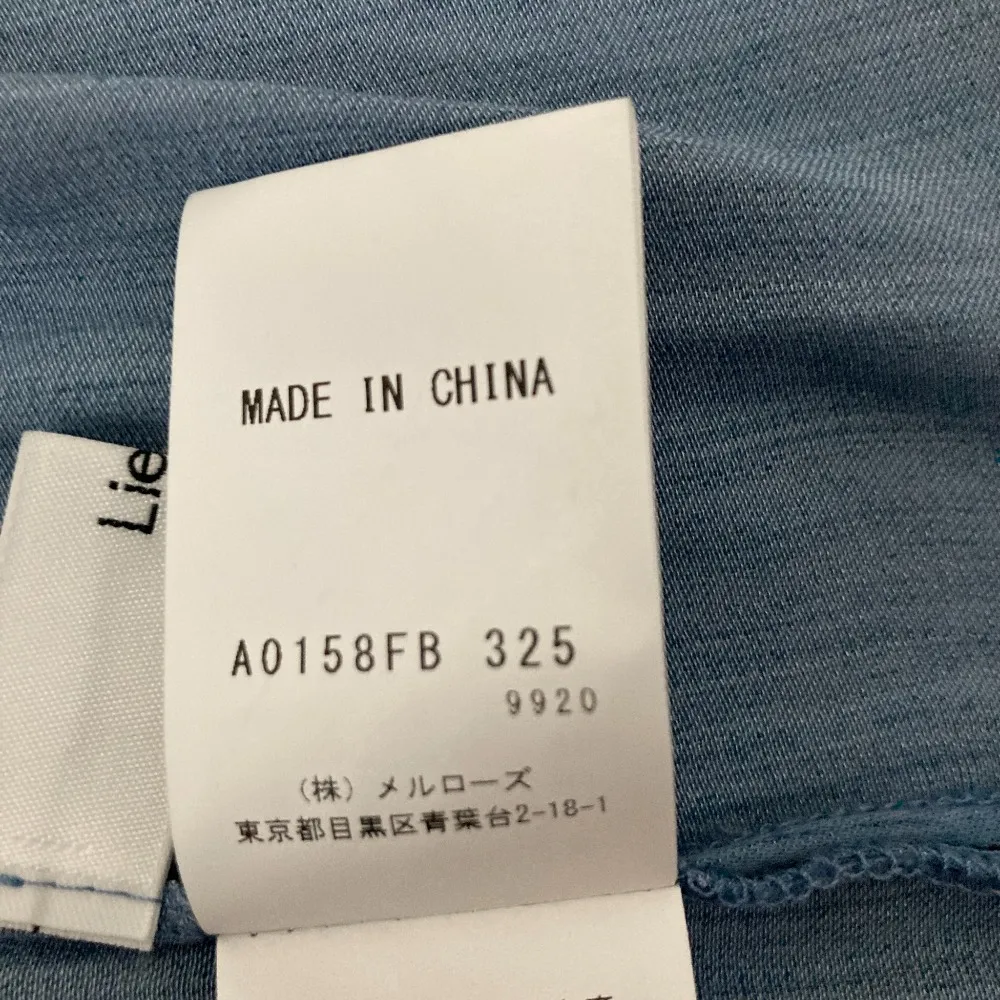 MADE IN CHINA
A0158FB 325
9920
（株）メルローズ
東京都目黒区青葉台2-18-1
Lie